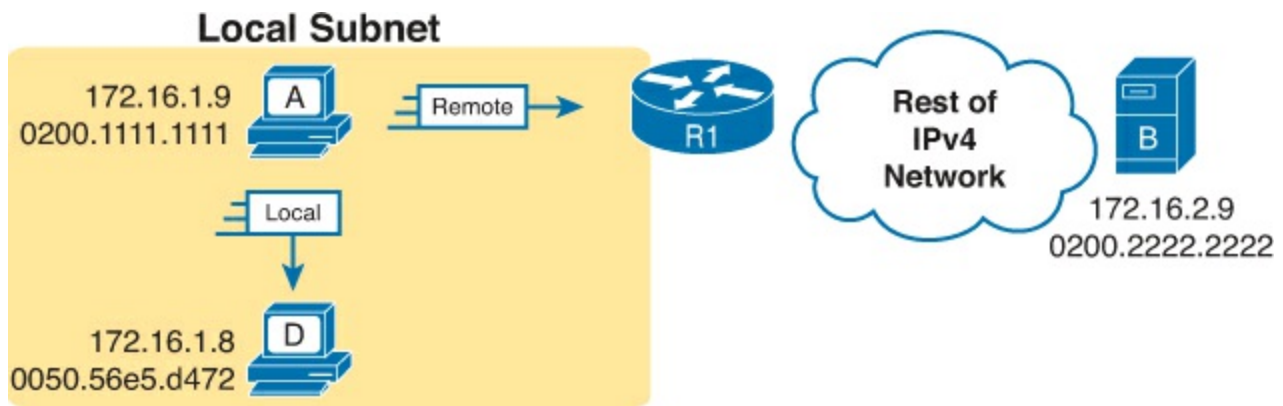 Local Subnet
172.16.1.9
0200.1111.1111
A
Remote
R1
Rest of
IPv4
Network
B
172.16.2.9
0200.2222.2222
Local
172.16.1.8
0050.56e5.d472
D